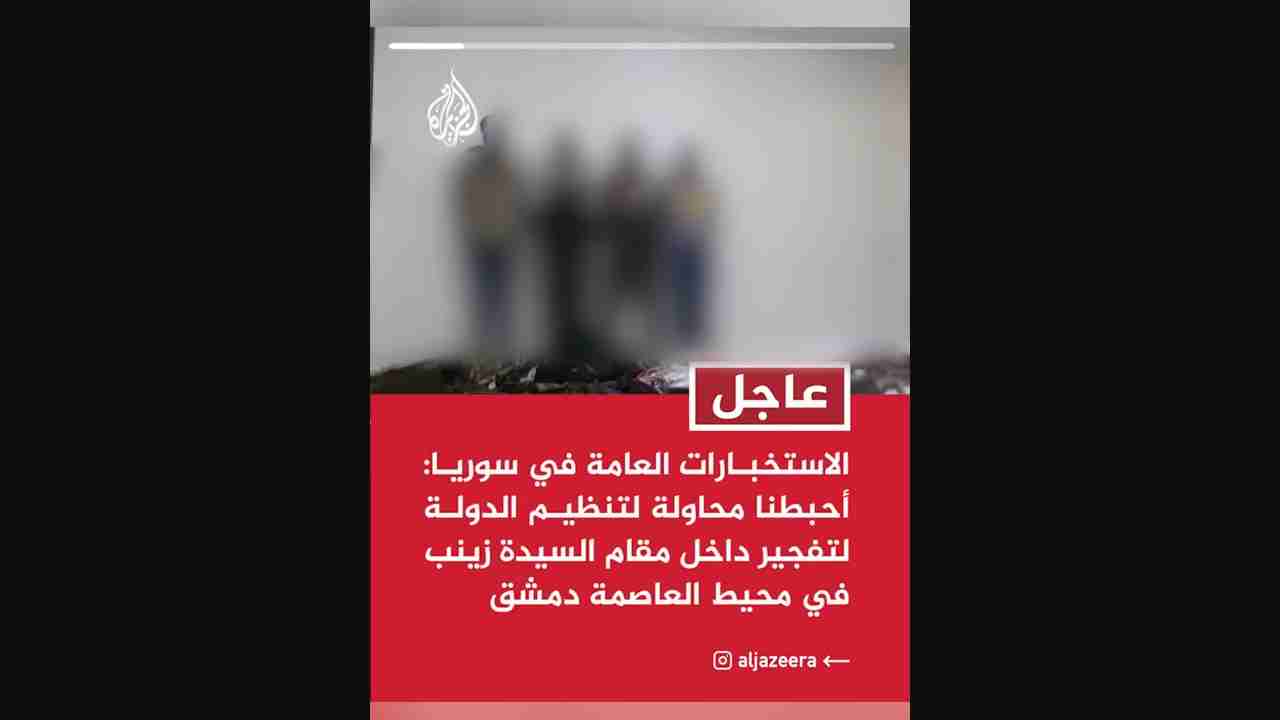 الجزيرة
عاجل
الاستخبارات العامة في سوريا:
أحبطنا محاولة لتنظيم الدولة
لتفجير داخل مقام السيدة زينب
في محيط العاصمة دمشق
aljazeera